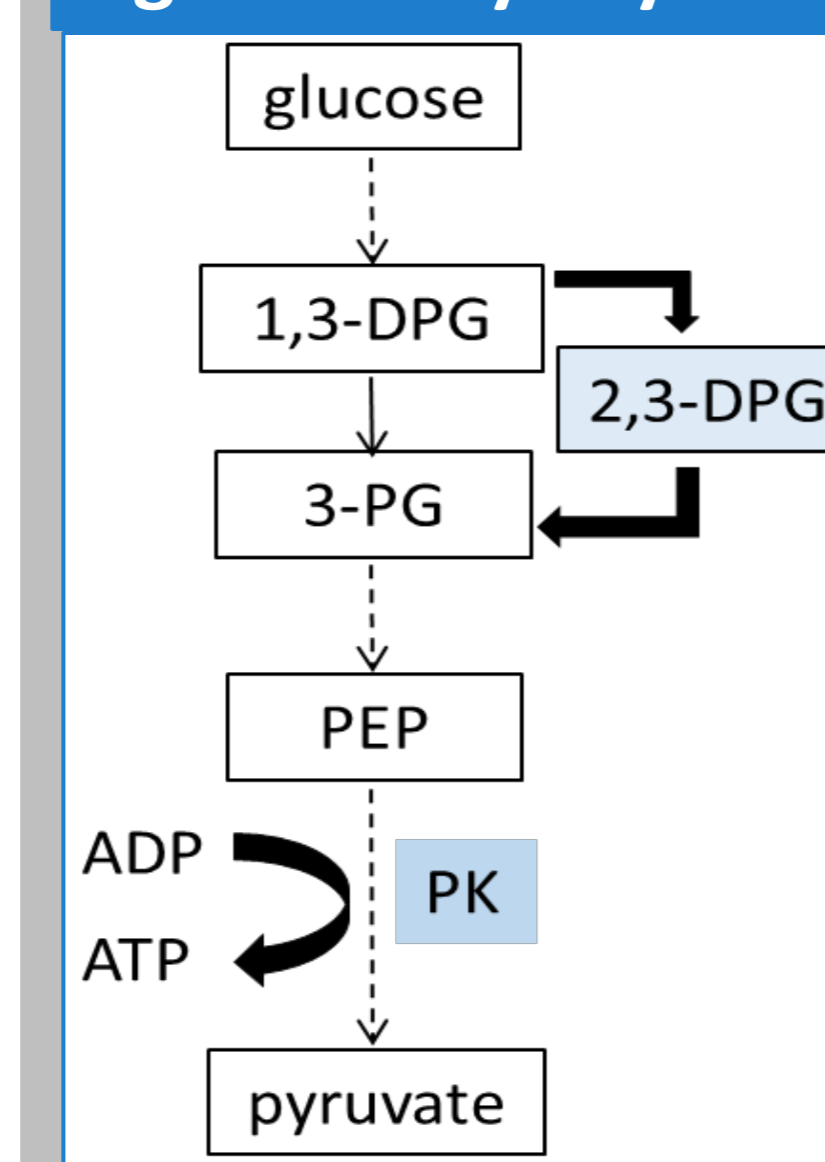 glucose
1,3-DPG
2,3-DPG
3-PG
PEP
ADP
PK
ATP
pyruvate